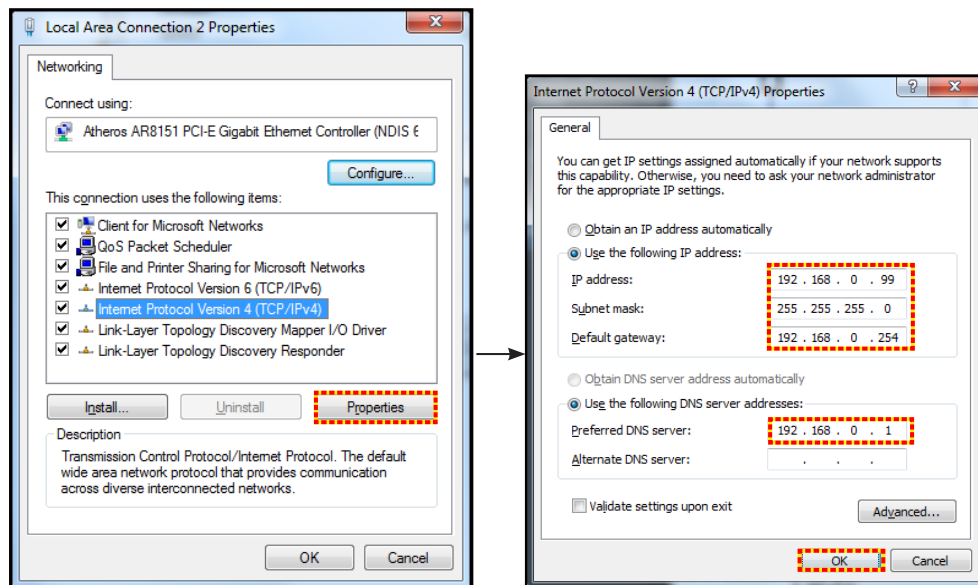 Local Area Connection 2 Properties
Networking
Connect using:
Atheros AR8151 PCI-E Gigabit Ethernet Controller (NDIS 6
Configure...
This connection uses the following items:
Client for Microsoft Networks
QoS Packet Scheduler
File and Printer Sharing for Microsoft Networks
Internet Protocol Version 6 (TCP/IPv6)
Internet Protocol Version 4 (TCP/IPv4)
Link-Layer Topology Discovery Mapper I/O Driver
Link-Layer Topology Discovery Responder
Install... Uninstall Properties
Description
Transmission Control Protocol/Internet Protocol. The default
wide area network protocol that provides communication
across diverse interconnected networks.
OK Cancel
Internet Protocol Version 4 (TCP/IPv4) Properties
General
You can get IP settings assigned automatically if your network supports
this capability. Otherwise, you need to ask your network administrator
for the appropriate IP settings.
Obtain an IP address automatically
Use the following IP address:
IP address: 192 . 168 . 0 . 99
Subnet mask: 255 . 255 . 255 . 0
Default gateway: 192 . 168 . 0 . 254
Obtain DNS server address automatically
Use the following DNS server addresses:
Preferred DNS server: 192 . 168 . 0 . 1
Alternate DNS server: . . .
Validate settings upon exit
Advanced...
OK Cancel